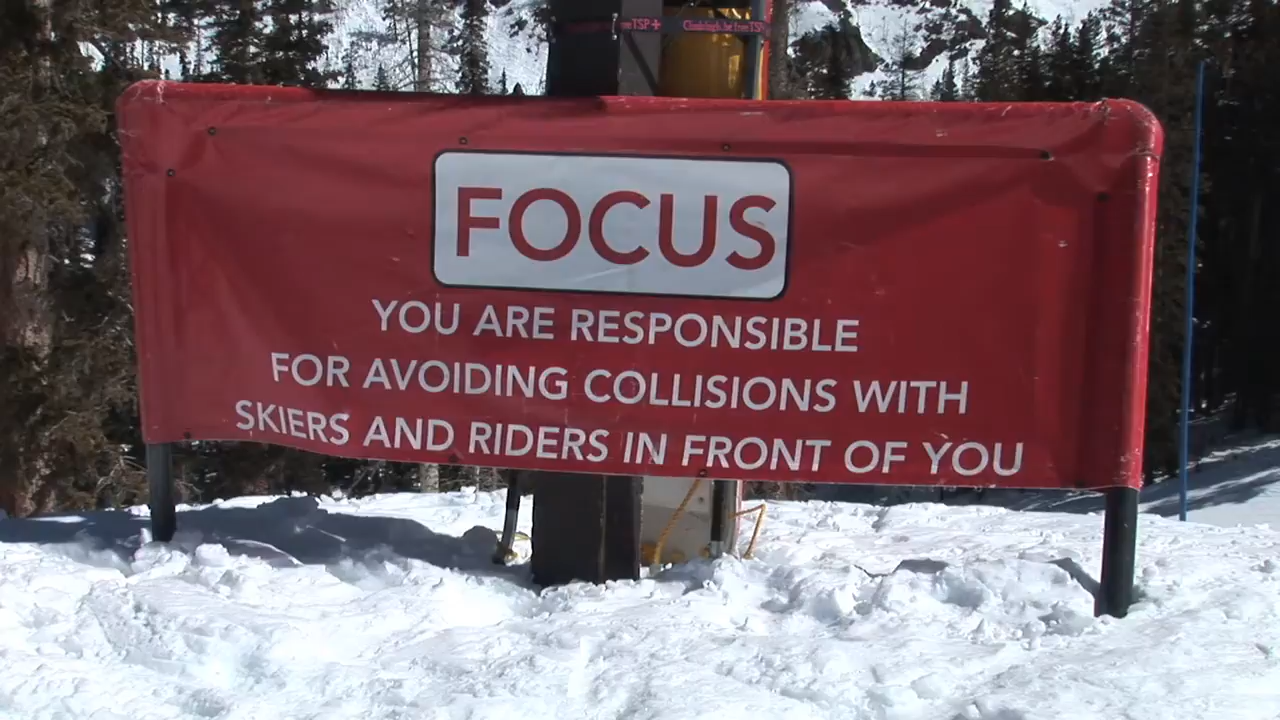 FOCUS
YOU ARE RESPONSIBLE
FOR AVOIDING COLLISIONS WITH
SKIERS AND RIDERS IN FRONT OF YOU